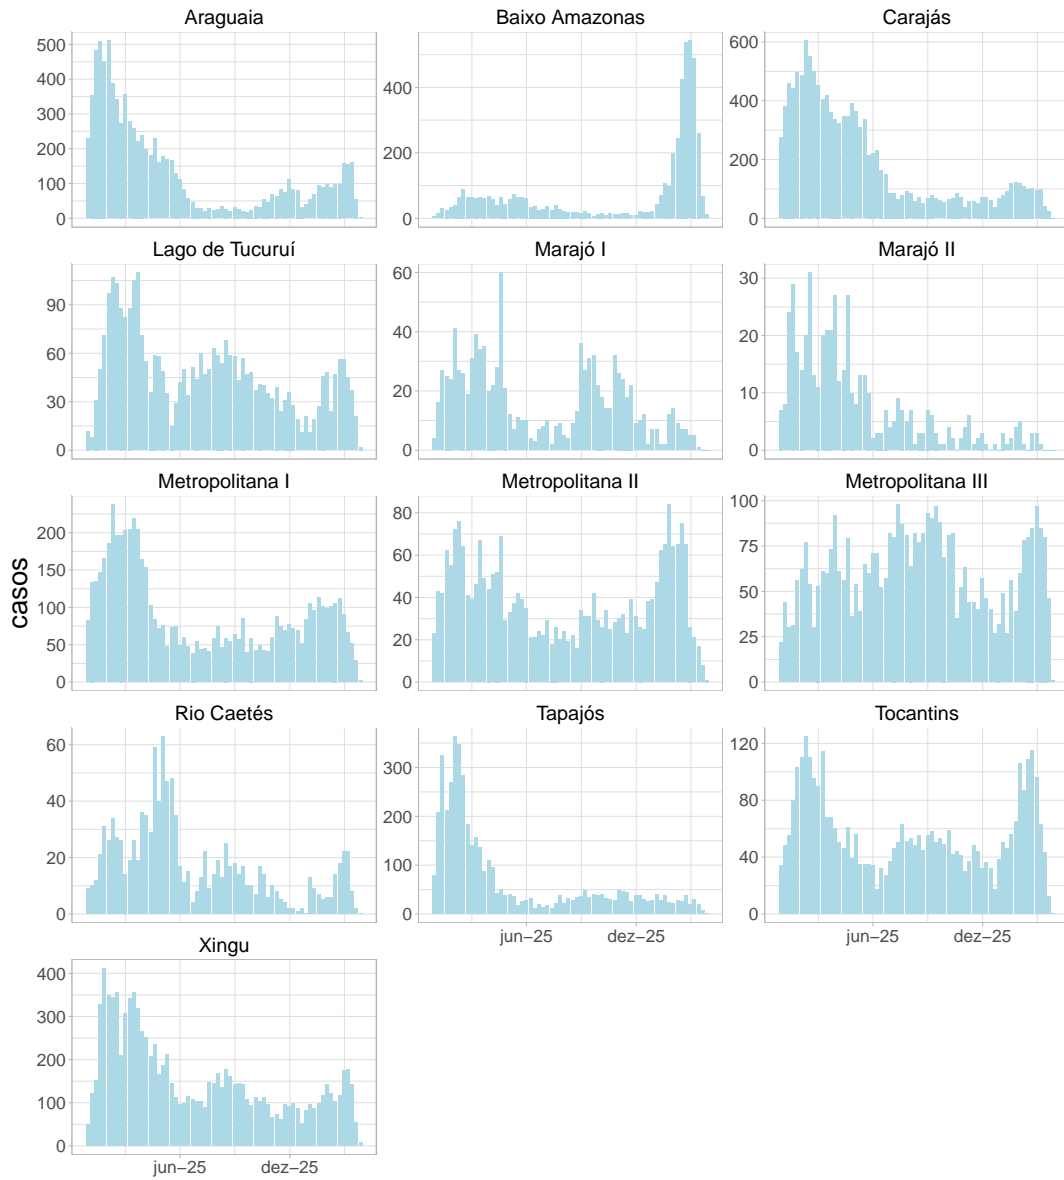 Araguaia
Baixo Amazonas
Carajás
500
400
300
200
100
0
400
200
0
600
400
200
0
Lago de Tucuruí
Marajó I
Marajó II
90
60
30
0
60
40
20
0
30
20
10
0
Metropolitana I
Metropolitana II
Metropolitana III
200
150
100
50
0
80
60
40
20
0
100
75
50
25
0
casos
Rio Caetés
Tapajós
Tocantins
60
40
20
0
300
200
100
0
120
80
40
0
jun−25
dez−25
jun−25
dez−25
Xingu
400
300
200
100
0
jun−25
dez−25